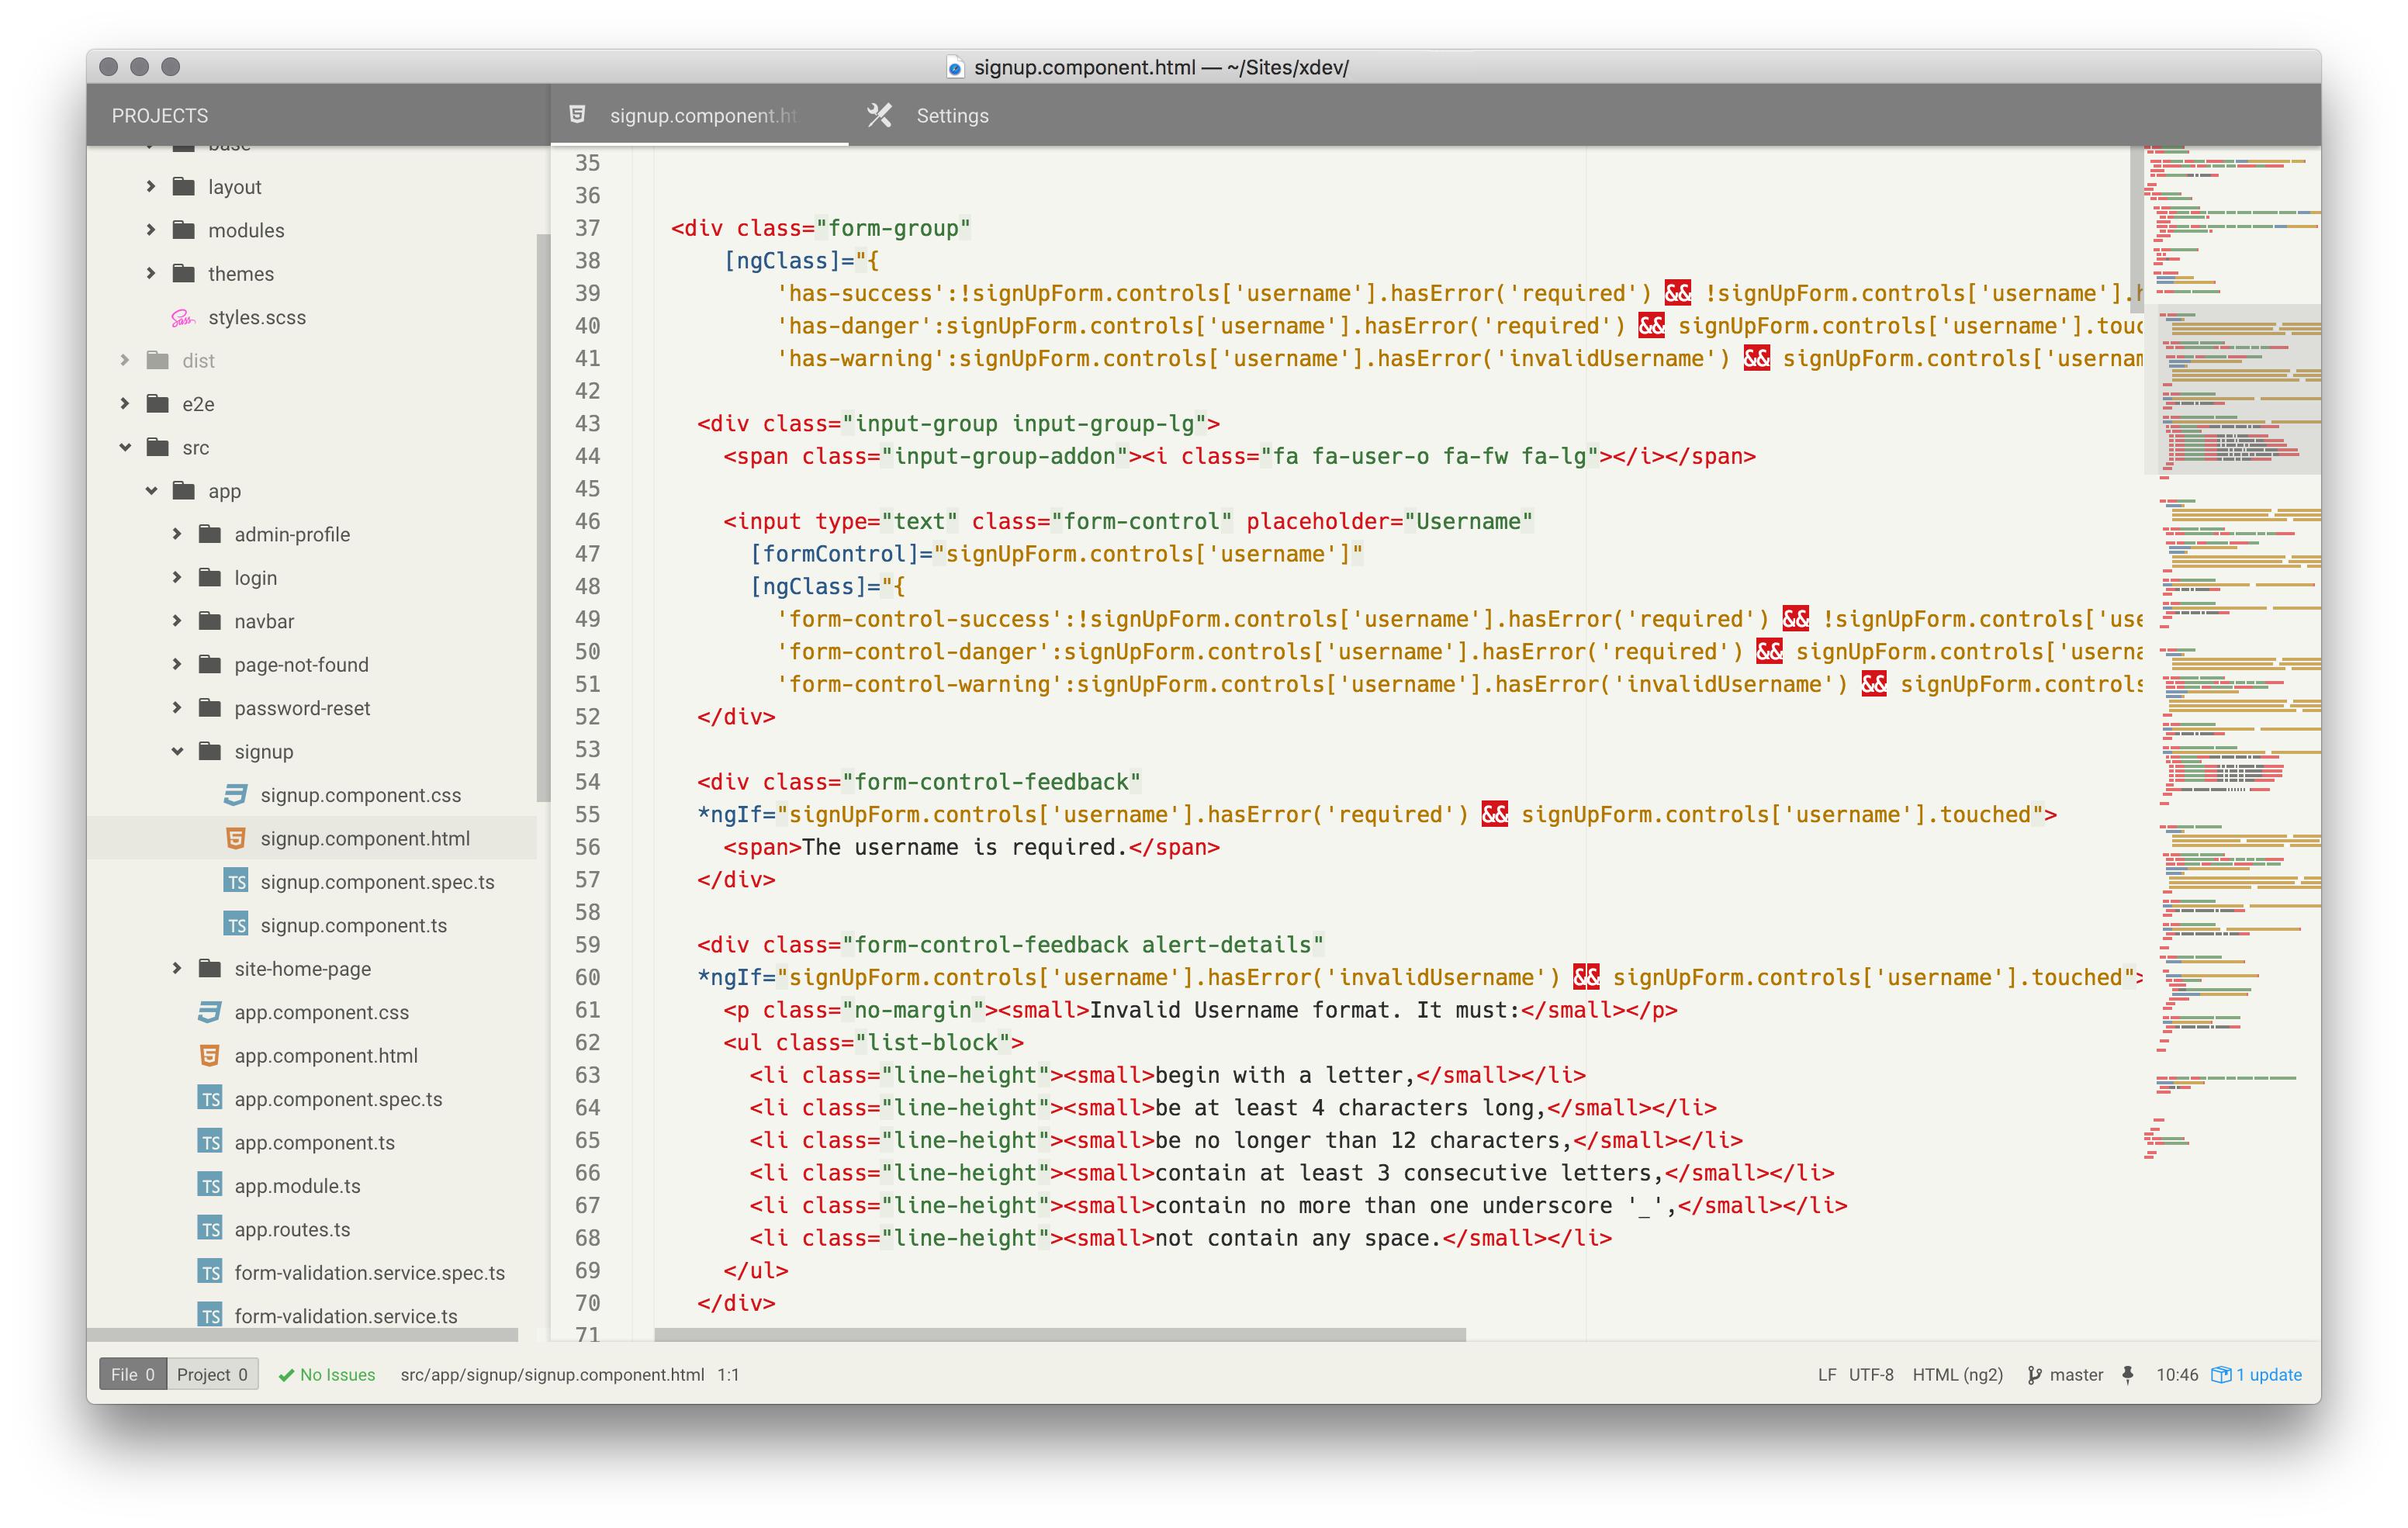 signup.component.html — ~/Sites/xdev/
PROJECTS
signup.component.ht
Settings
base
layout
modules
themes
styles.scss
dist
e2e
src
app
admin-profile
login
navbar
page-not-found
password-reset
signup
signup.component.css
signup.component.html
TS signup.component.spec.ts
TS signup.component.ts
site-home-page
app.component.css
app.component.html
TS app.component.spec.ts
TS app.component.ts
TS app.module.ts
TS app.routes.ts
TS form-validation.service.spec.ts
TS form-validation.service.ts
35
36
37 <div class="form-group"
38 [ngClass]="{
39 'has-success':!signUpForm.controls['username'].hasError('required') && !signUpForm.controls['username'].h
40 'has-danger':signUpForm.controls['username'].hasError('required') && signUpForm.controls['username'].touc
41 'has-warning':signUpForm.controls['username'].hasError('invalidUsername') && signUpForm.controls['usernam
42
43 <div class="input-group input-group-lg">
44 <span class="input-group-addon"><i class="fa fa-user-o fa-fw fa-lg"></i></span>
45
46 <input type="text" class="form-control" placeholder="Username"
47 [formControl]="signUpForm.controls['username']"
48 [ngClass]="{
49 'form-control-success':!signUpForm.controls['username'].hasError('required') && !signUpForm.controls['use
50 'form-control-danger':signUpForm.controls['username'].hasError('required') && signUpForm.controls['userna
51 'form-control-warning':signUpForm.controls['username'].hasError('invalidUsername') && signUpForm.controls
52 </div>
53
54 <div class="form-control-feedback"
55 *ngIf="signUpForm.controls['username'].hasError('required') && signUpForm.controls['username'].touched">
56 <span>The username is required.</span>
57 </div>
58
59 <div class="form-control-feedback alert-details"
60 *ngIf="signUpForm.controls['username'].hasError('invalidUsername') && signUpForm.controls['username'].touched">
61 <p class="no-margin"><small>Invalid Username format. It must:</small></p>
62 <ul class="list-block">
63 <li class="line-height"><small>begin with a letter,</small></li>
64 <li class="line-height"><small>be at least 4 characters long,</small></li>
65 <li class="line-height"><small>be no longer than 12 characters,</small></li>
66 <li class="line-height"><small>contain at least 3 consecutive letters,</small></li>
67 <li class="line-height"><small>contain no more than one underscore '_',</small></li>
68 <li class="line-height"><small>not contain any space.</small></li>
69 </ul>
70 </div>
71
File 0 Project 0 No Issues src/app/signup/signup.component.html 1:1 LF UTF-8 HTML (ng2) master 10:46 1 update